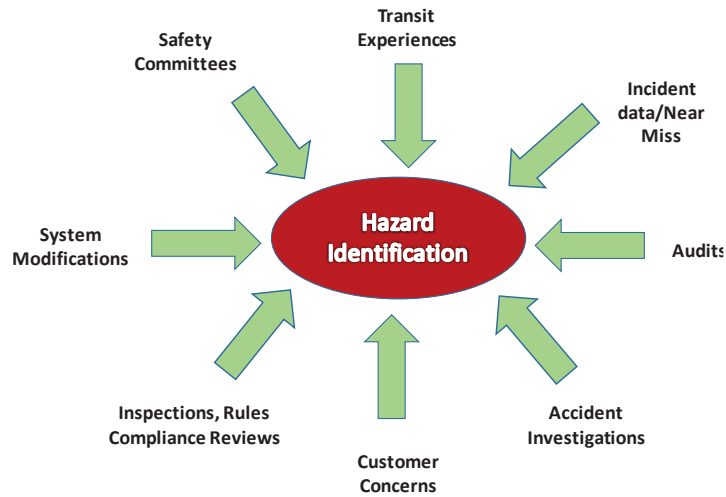 Transit
Experiences
Safety
Committees
Incident
data/Near
Miss
Hazard
Identification
System
Modifications
Audits
Inspections, Rules
Compliance Reviews
Accident
Investigations
Customer
Concerns